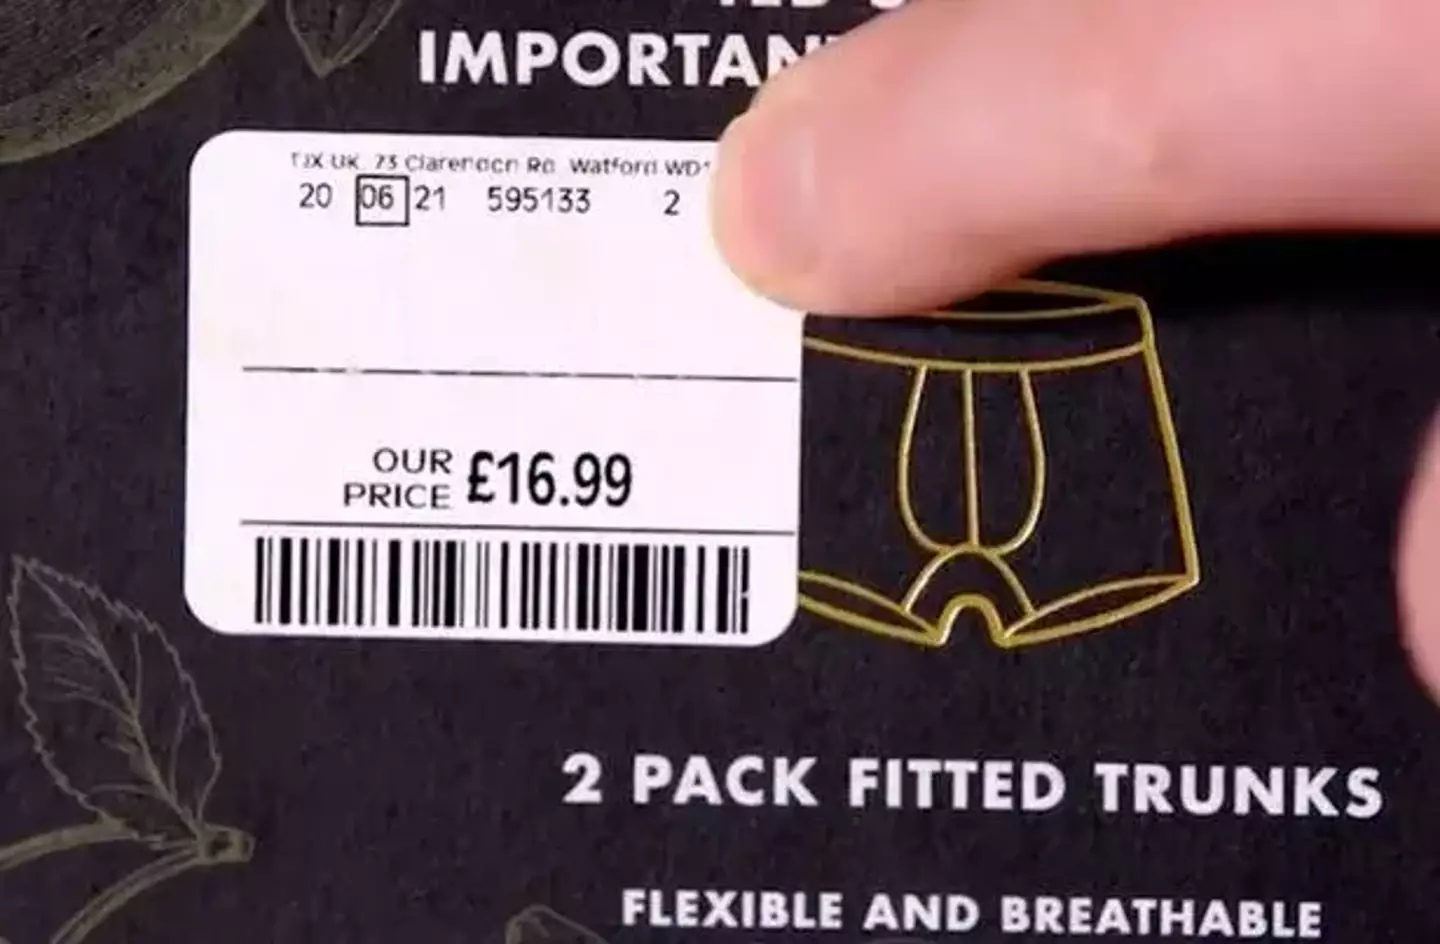 IMPORTAN
TJX UK 73 Clarendon Rd Watford WD1
20 06 21 595133 2
OUR PRICE £16.99
2 PACK FITTED TRUNKS
FLEXIBLE AND BREATHABLE